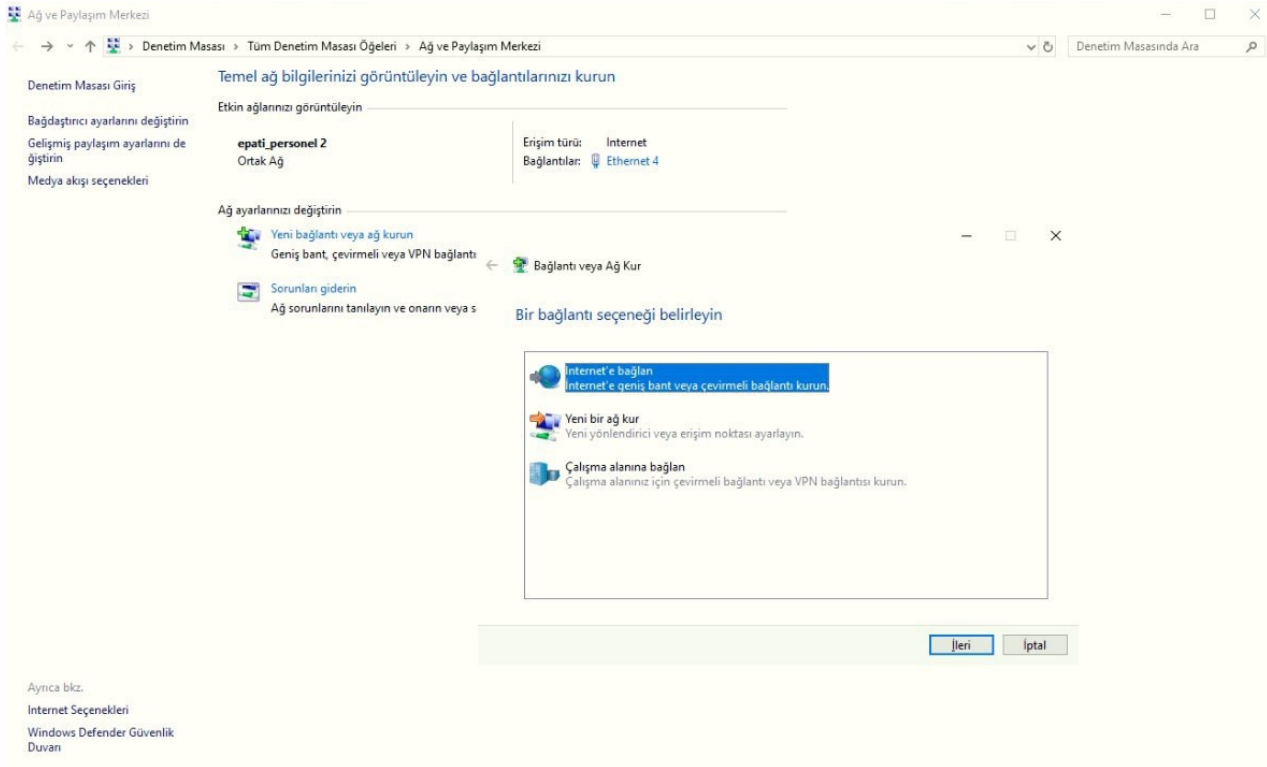 Ağ ve Paylaşım Merkezi
Denetim Masası > Tüm Denetim Masası Öğeleri > Ağ ve Paylaşım Merkezi
Denetim Masasında Ara
Denetim Masası Giriş
Bağdaştırıcı ayarlarını değiştirin
Gelişmiş paylaşım ayarlarını de
ğiştirin
Medya akışı seçenekleri
Temel ağ bilgilerinizi görüntüleyin ve bağlantılarınızı kurun
Etkin ağlarınızı görüntüleyin
epati_personel 2
Ortak Ağ
Erişim türü: Internet
Bağlantılar: Ethernet 4
Ağ ayarlarınızı değiştirin
Yeni bağlantı veya ağ kurun
Geniş bant, çevirmeli veya VPN bağlantı
Sorunları giderin
Ağ sorunlarını tanılayın ve onarın veya s
Bağlantı veya Ağ Kur
Bir bağlantı seçeneği belirleyin
Internet'e bağlan
Internet'e geniş bant veya çevirmeli bağlantı kurun.
Yeni bir ağ kur
Yeni yönlendirici veya erişim noktası ayarlayın.
Çalışma alanına bağlan
Çalışma alanınız için çevirmeli bağlantı veya VPN bağlantısı kurun.
İleri
İptal
Ayrıca bkz.
Internet Seçenekleri
Windows Defender Güvenlik
Duvarı